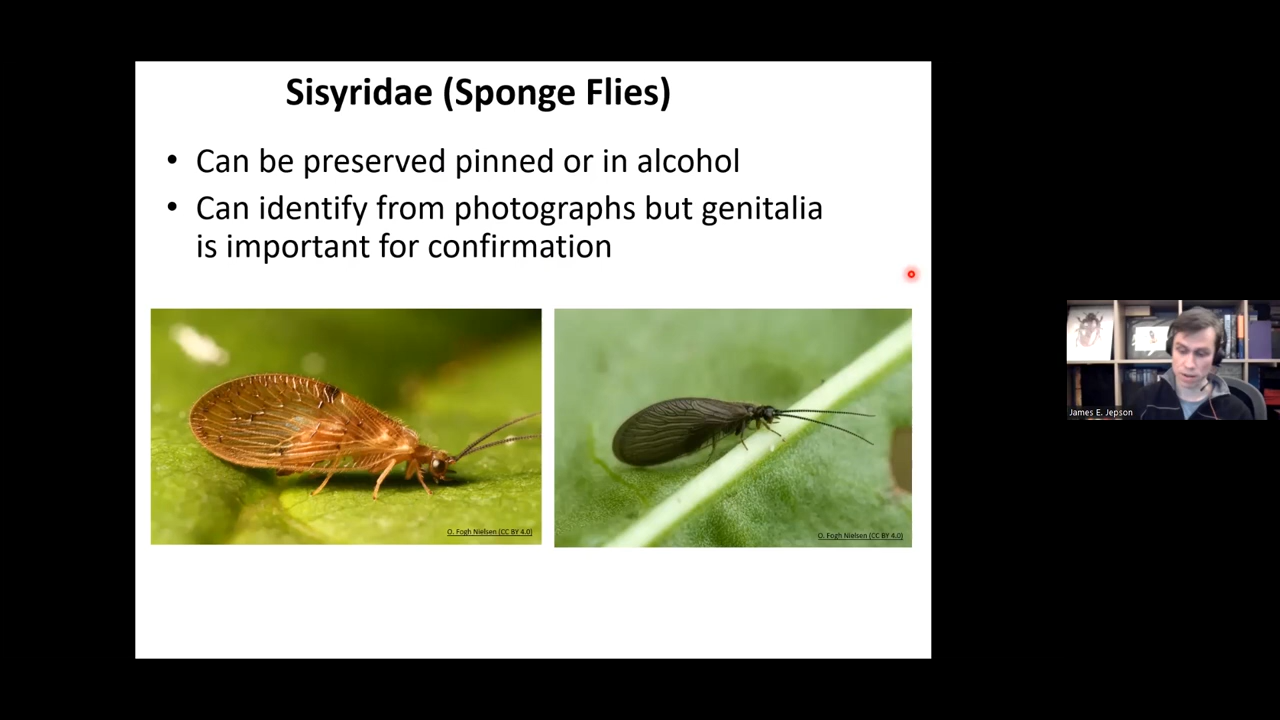 Sisyridae (Sponge Flies)
• Can be preserved pinned or in alcohol
• Can identify from photographs but genitalia
is important for confirmation
O. Fogh Nielsen (CC BY 4.0)
O. Fogh Nielsen (CC BY 4.0)
James E. Jepson